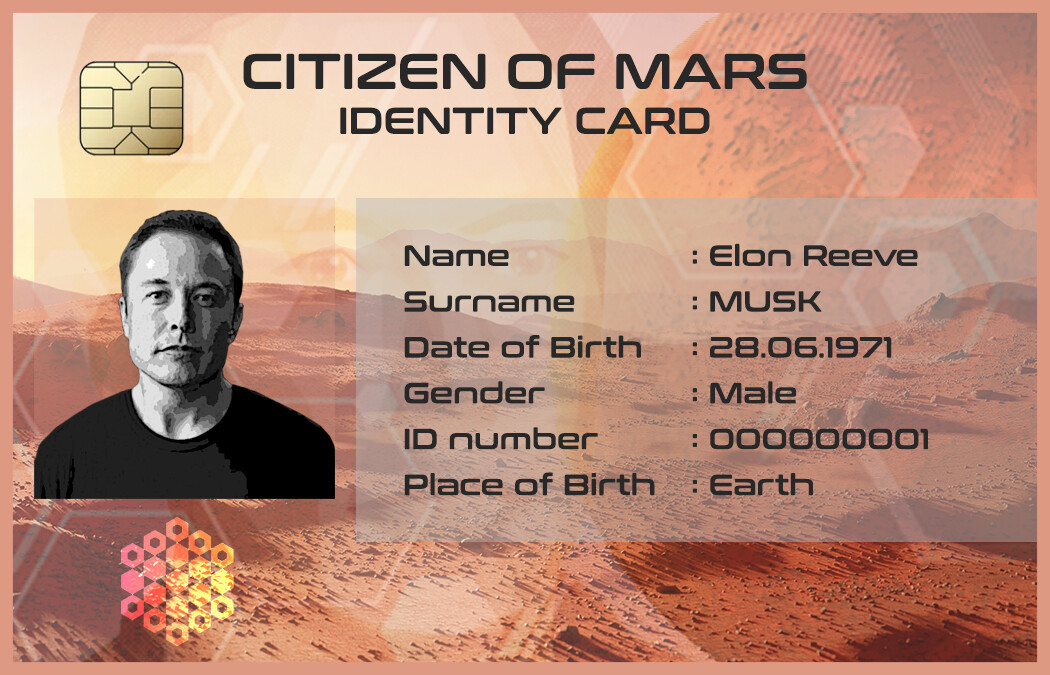 CITIZEN OF MARS
IDENTITY CARD
Name : Elon Reeve
Surname : MUSK
Date of Birth : 28.06.1971
Gender : Male
ID number : 000000001
Place of Birth : Earth